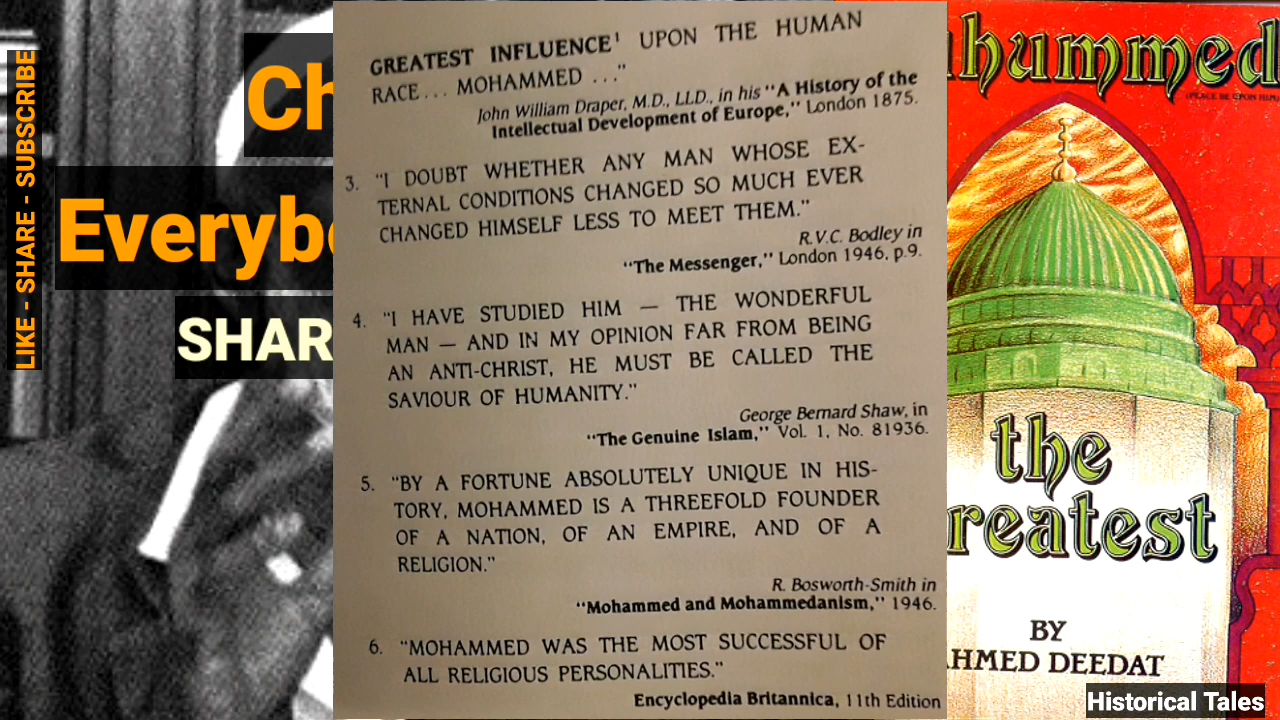 LIKE - SHARE - SUBSCRIBE
Ch
Everybo
SHAR
GREATEST INFLUENCE' UPON THE HUMAN
RACE ... MOHAMMED ..."
John William Draper, M.D., LL.D., in his "A History of the
Intellectual Development of Europe," London 1875.
3. "I DOUBT WHETHER ANY MAN WHOSE EX-
TERNAL CONDITIONS CHANGED SO MUCH EVER
CHANGED HIMSELF LESS TO MEET THEM."
R.V.C. Bodley in
"The Messenger," London 1946, p.9.
4. "I HAVE STUDIED HIM — THE WONDERFUL
MAN — AND IN MY OPINION FAR FROM BEING
AN ANTI-CHRIST, HE MUST BE CALLED THE
SAVIOUR OF HUMANITY."
George Bernard Shaw, in
"The Genuine Islam," Vol. 1, No. 81936.
5. "BY A FORTUNE ABSOLUTELY UNIQUE IN HIS-
TORY, MOHAMMED IS A THREEFOLD FOUNDER
OF A NATION, OF AN EMPIRE, AND OF A
RELIGION."
R. Bosworth-Smith in
"Mohammed and Mohammedanism," 1946.
6. "MOHAMMED WAS THE MOST SUCCESSFUL OF
ALL RELIGIOUS PERSONALITIES."
Encyclopedia Britannica, 11th Edition
hummed
(PEACE BE UPON HIM)
the
reatest
BY
AHMED DEEDAT
Historical Tales